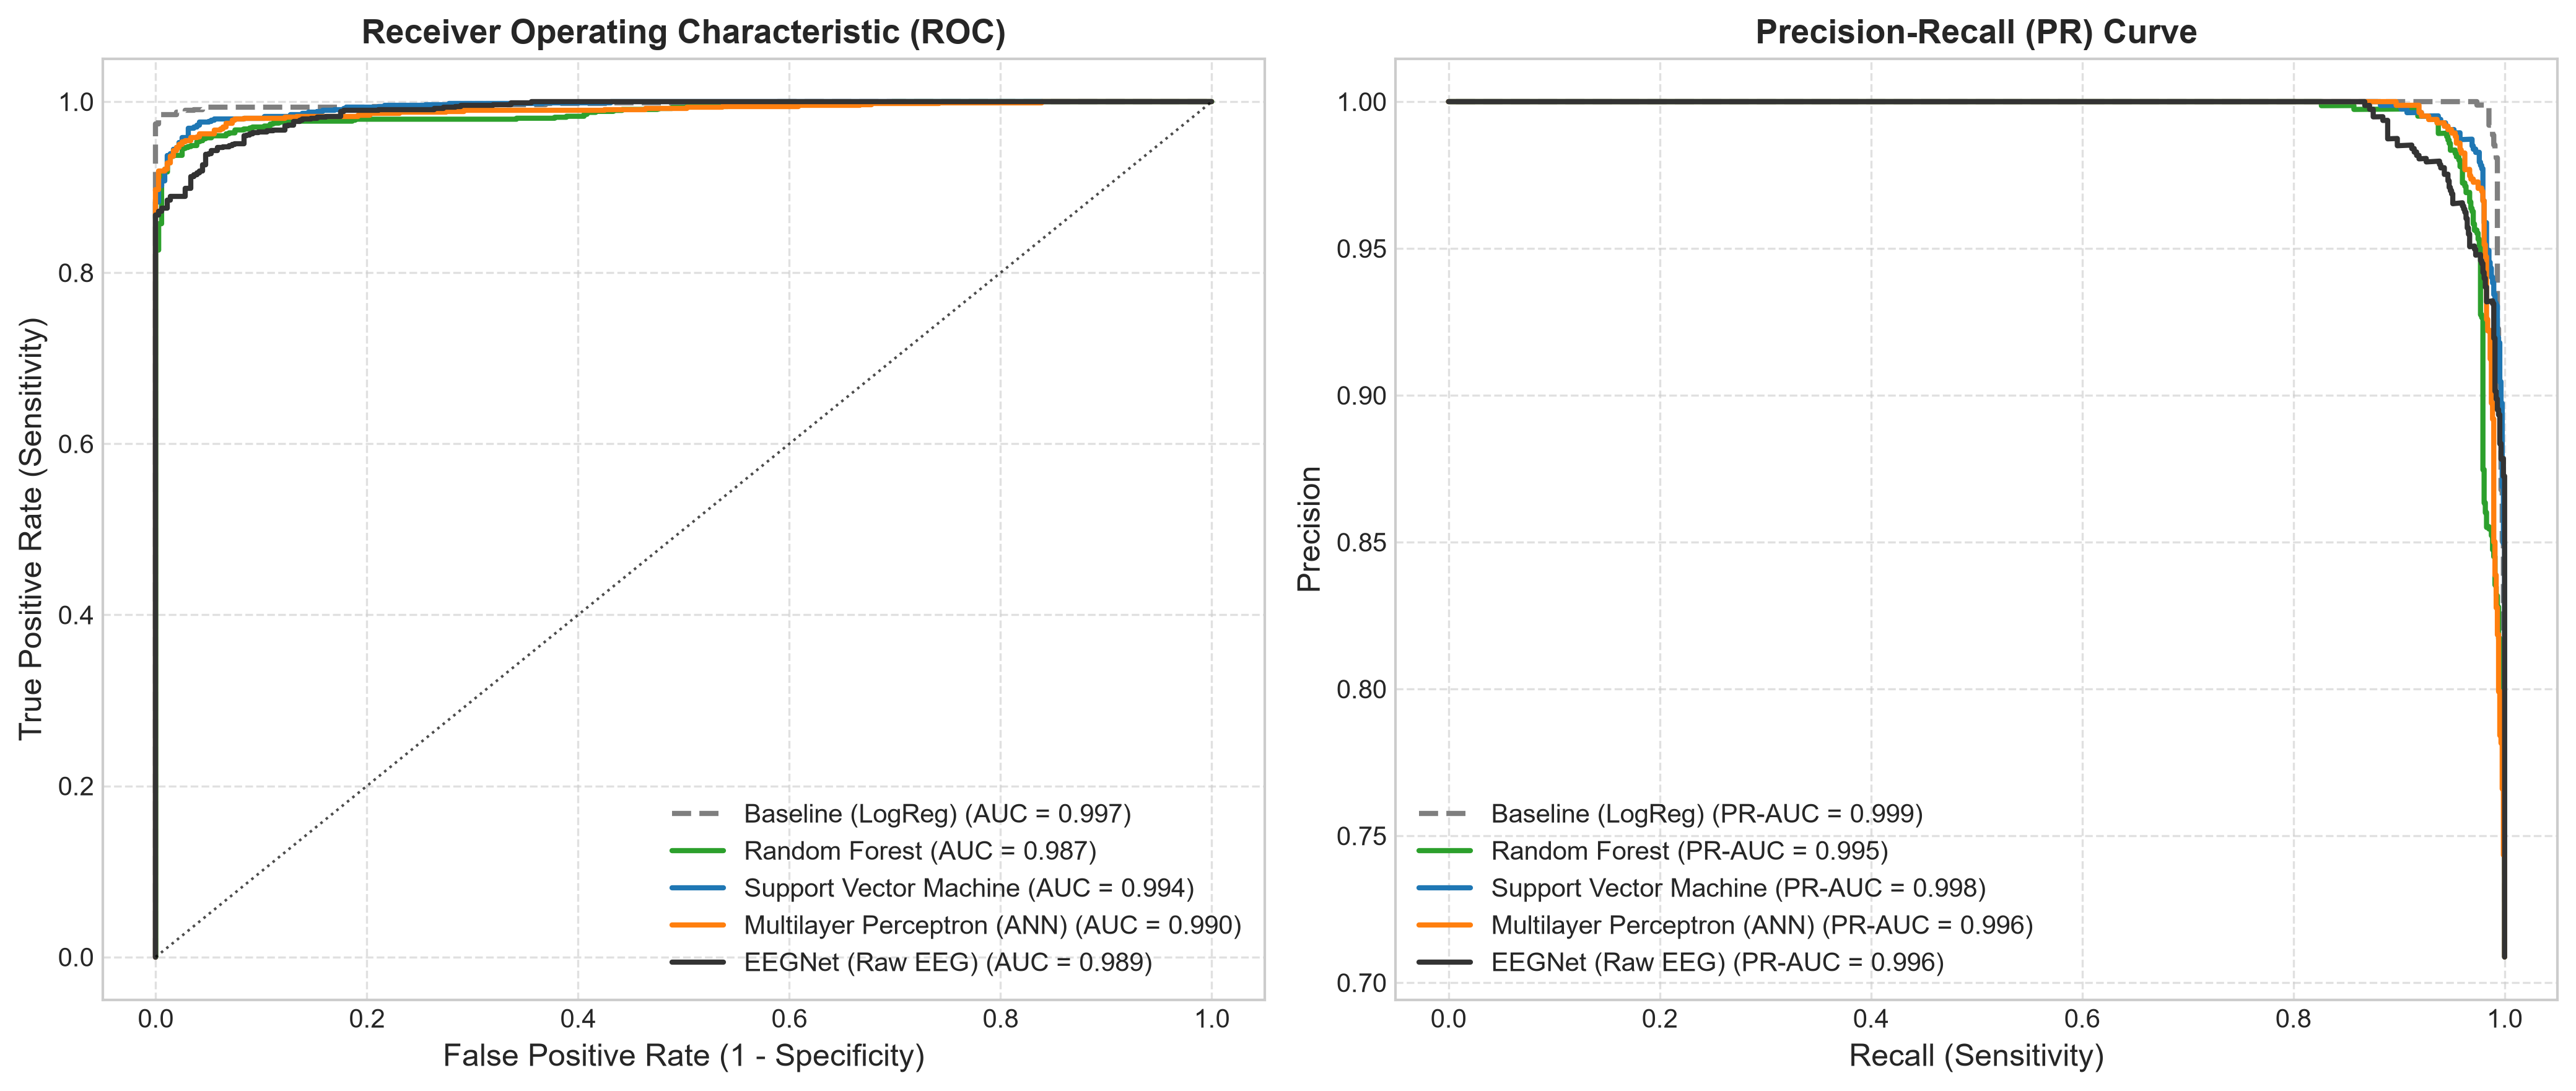 Receiver Operating Characteristic (ROC)
True Positive Rate (Sensitivity)
1.0
0.8
0.6
0.4
0.2
0.0
Baseline (LogReg) (AUC = 0.997)
Random Forest (AUC = 0.987)
Support Vector Machine (AUC = 0.994)
Multilayer Perceptron (ANN) (AUC = 0.990)
EEGNet (Raw EEG) (AUC = 0.989)
0.0 0.2 0.4 0.6 0.8 1.0
False Positive Rate (1 - Specificity)
Precision-Recall (PR) Curve
Precision
1.00
0.95
0.90
0.85
0.80
0.75
0.70
Baseline (LogReg) (PR-AUC = 0.999)
Random Forest (PR-AUC = 0.995)
Support Vector Machine (PR-AUC = 0.998)
Multilayer Perceptron (ANN) (PR-AUC = 0.996)
EEGNet (Raw EEG) (PR-AUC = 0.996)
0.0 0.2 0.4 0.6 0.8 1.0
Recall (Sensitivity)